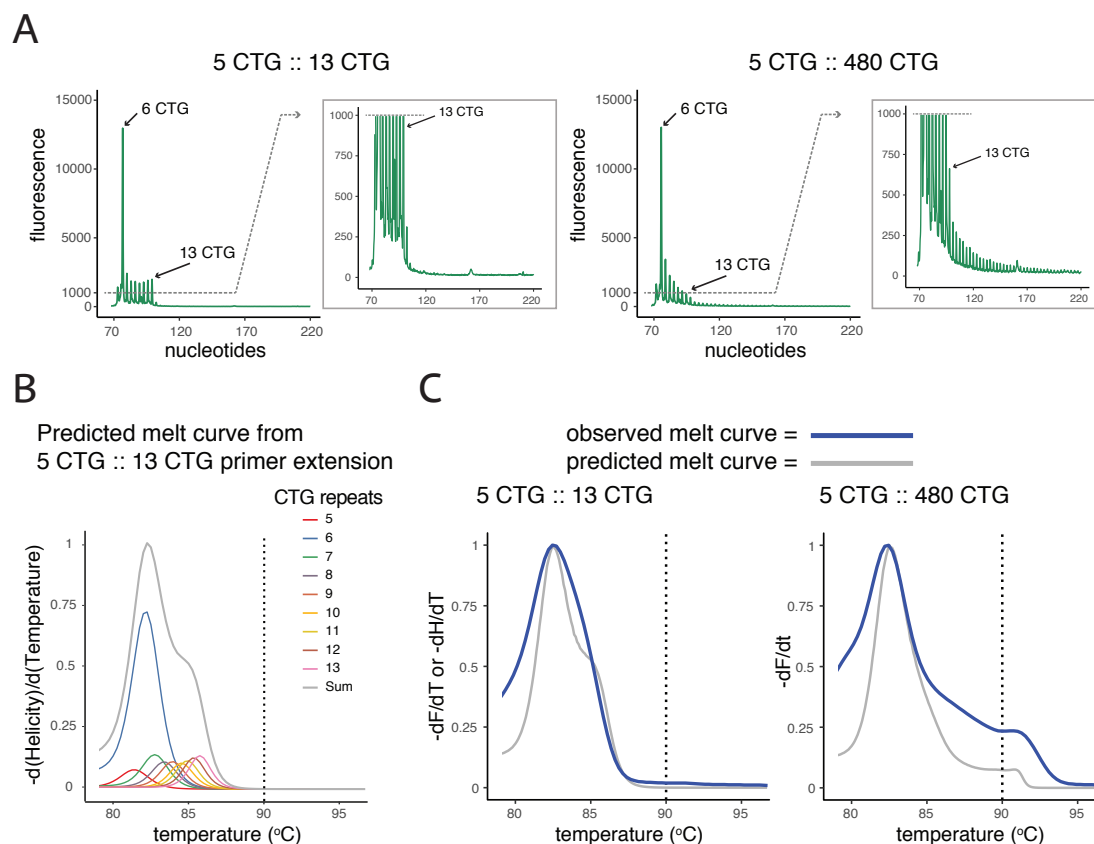 A
5 CTG :: 13 CTG
5 CTG :: 480 CTG
15000
10000
5000
1000
0
fluorescence
6 CTG
13 CTG
70
120
170
220
nucleotides
1000
750
500
250
0
13 CTG
70
120
170
220
15000
10000
5000
1000
0
fluorescence
6 CTG
13 CTG
70
120
170
220
nucleotides
1000
750
500
250
0
13 CTG
70
120
170
220
B
Predicted melt curve from
5 CTG :: 13 CTG primer extension
CTG repeats
5
6
7
8
9
10
11
12
13
Sum
1
0.75
0.5
0.25
0
-d(Helicity)/d(Temperature)
80
85
90
95
temperature (°C)
C
observed melt curve =
predicted melt curve =
5 CTG :: 13 CTG
5 CTG :: 480 CTG
1
0.75
0.5
0.25
0
-dF/dT or -dH/dT
80
85
90
95
temperature (°C)
1
0.75
0.5
0.25
0
-dF/dt
80
85
90
95
temperature (°C)